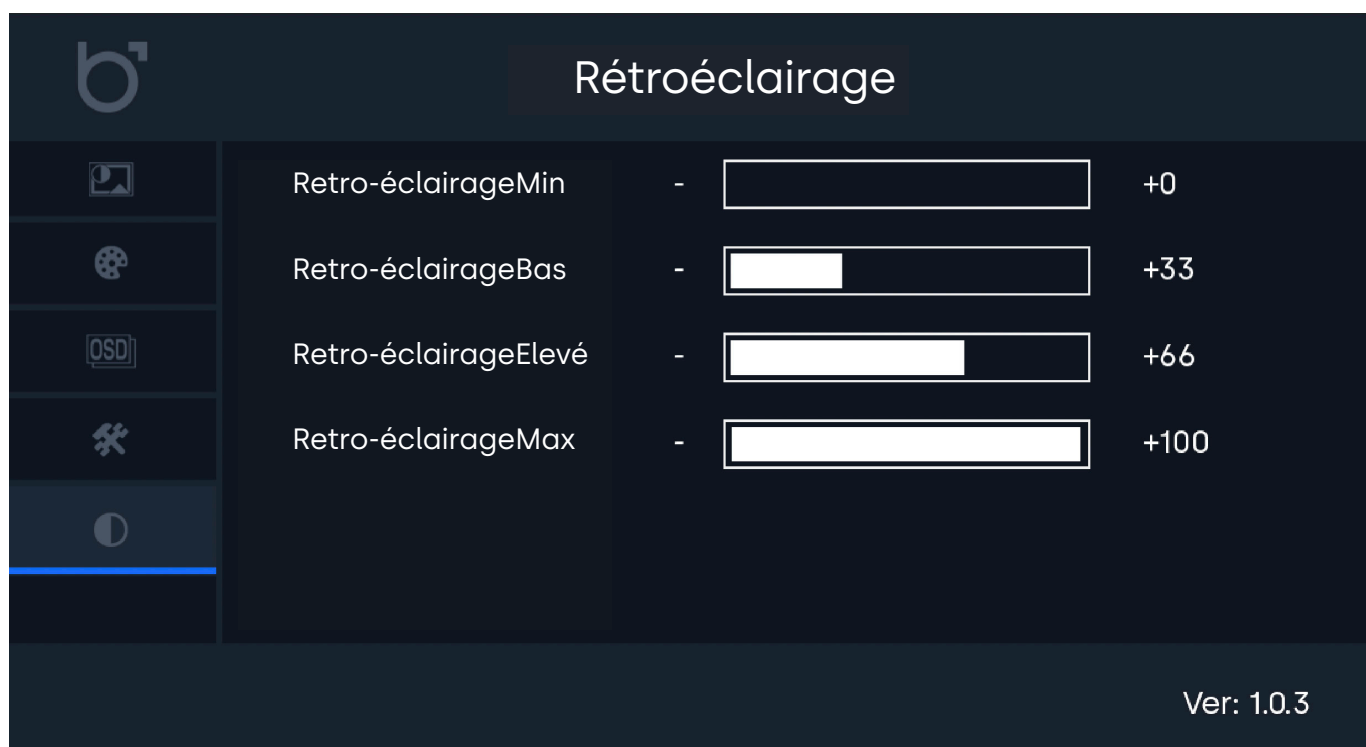 Rétroéclairage
Retro-éclairageMin - +0
Retro-éclairageBas - +33
OSD
Retro-éclairageElevé - +66
Retro-éclairageMax - +100
Ver: 1.0.3